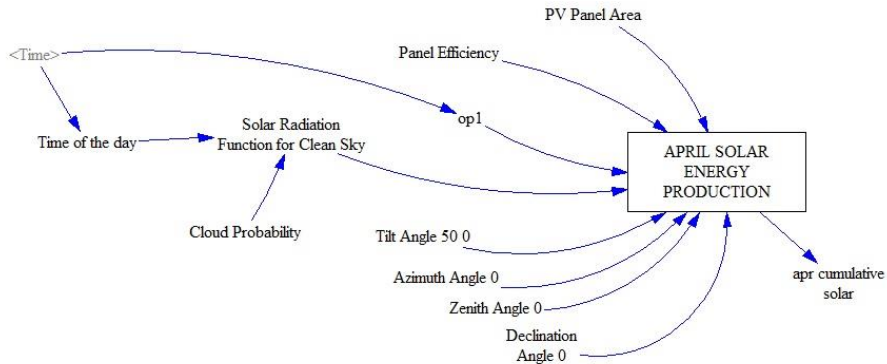 PV Panel Area
<Time>
Panel Efficiency
op1
Time of the day
Solar Radiation
Function for Clean Sky
APRIL SOLAR
ENERGY
PRODUCTION
Cloud Probability
Tilt Angle 50 0
Azimuth Angle 0
Zenith Angle 0
Declination
Angle 0
apr cumulative
solar